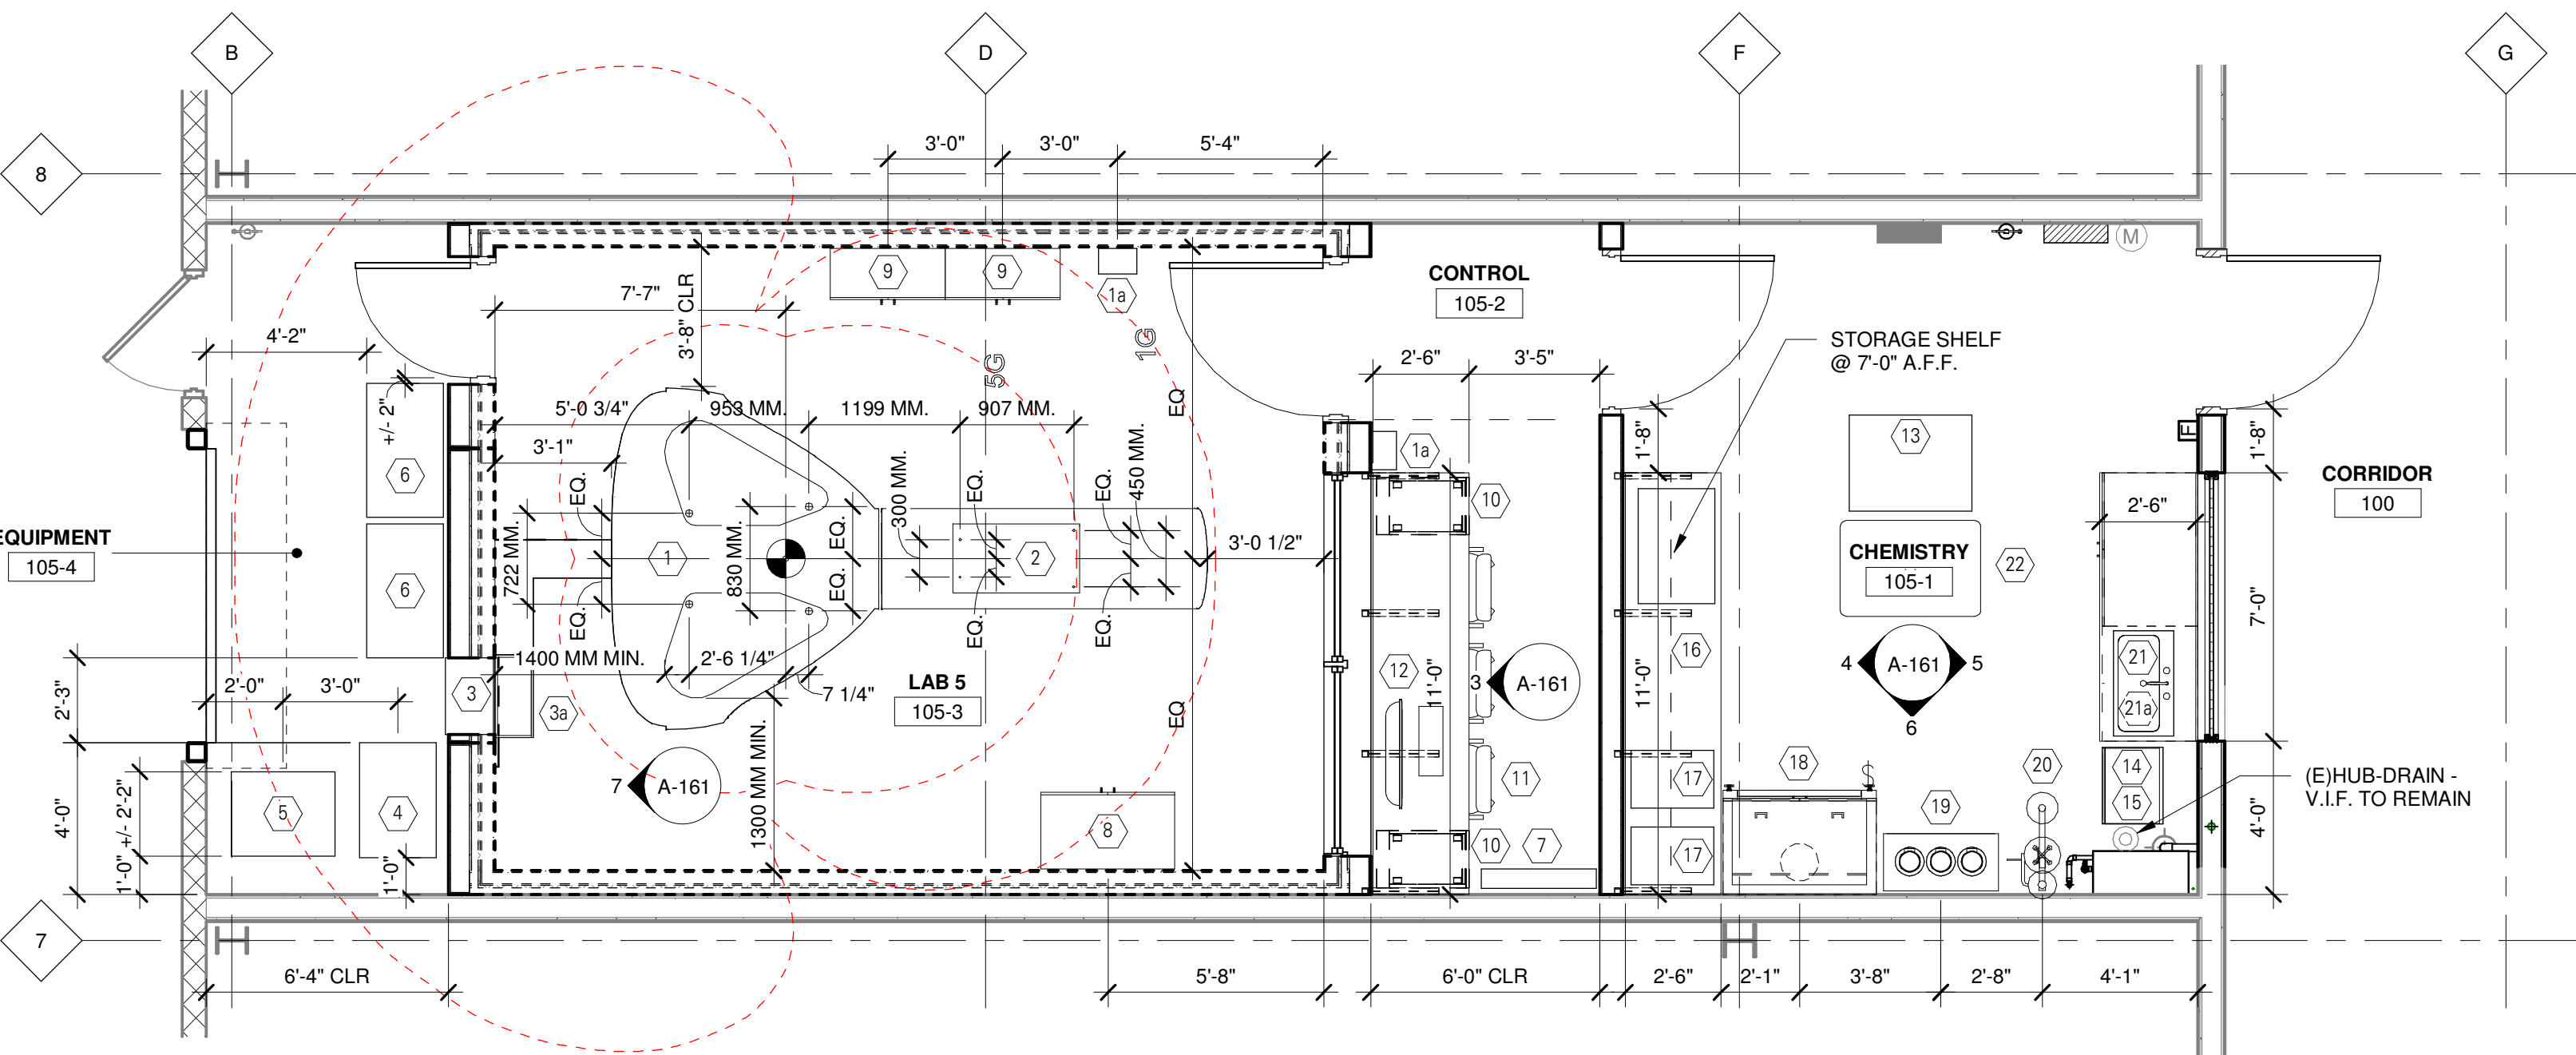 B
D
F
G
8
3'-0"
3'-0"
5'-4"
M
9
9
1a
CONTROL
105-2
7'-7"
3'-8" CLR
1G
5G
STORAGE SHELF
@ 7'-0" A.F.F.
4'-2"
2'-6"
3'-5"
+/- 2"
5'-0 3/4"
953 MM.
1199 MM.
907 MM.
EQ
3'-1"
1a
1'-8"
13
F
1'-8"
CORRIDOR
100
6
EQ.
300 MM.
EQ.
EQ.
450 MM.
10
2'-6"
EQUIPMENT
105-4
722 MM.
1
830 MM.
EQ.
2
3'-0 1/2"
CHEMISTRY
105-1
22
6
EQ.
EQ.
EQ.
EQ.
7'-0"
1400 MM MIN.
2'-6 1/4"
7 1/4"
LAB 5
105-3
16
21
21a
4
A-161
5
6
2'-3"
2'-0"
3'-0"
3
3a
EQ
12
11'-0"
3
A-161
11'-0"
7
A-161
1300 MM MIN.
11
17
18
S
20
14
15
(E)HUB-DRAIN -
V.I.F. TO REMAIN
4'-0"
+/- 2'-2"
1'-0"
5
4
1'-0"
8
10
7
17
19
4'-0"
7
6'-4" CLR
5'-8"
6'-0" CLR
2'-6"
2'-1"
3'-8"
2'-8"
4'-1"